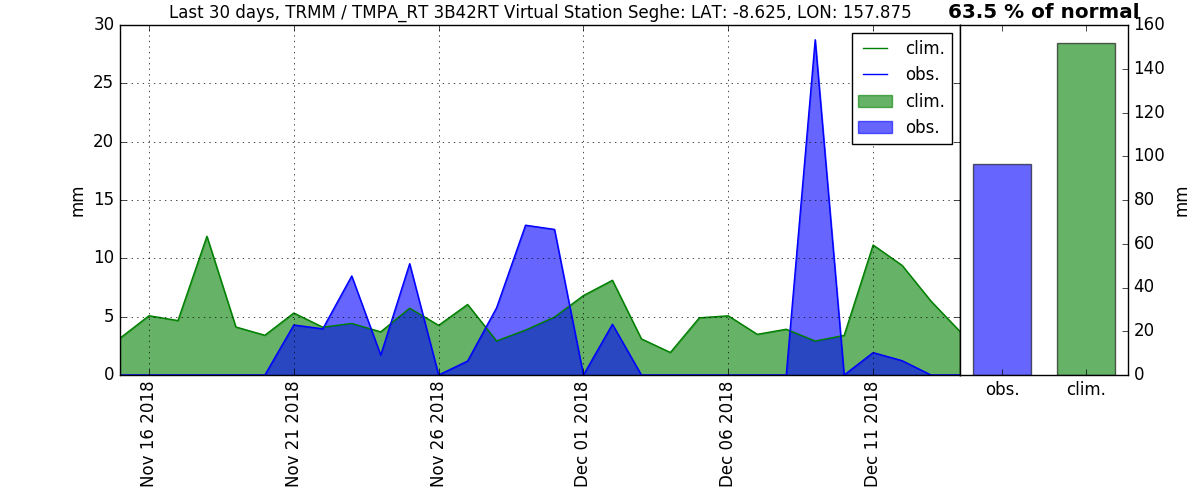 Last 30 days, TRMM / TMPA_RT 3B42RT Virtual Station Seghe: LAT: -8.625, LON: 157.875
63.5 % of normal
30
25
20
15
10
5
0
mm
clim.
obs.
clim.
obs.
Nov 16 2018
Nov 21 2018
Nov 26 2018
Dec 01 2018
Dec 06 2018
Dec 11 2018
160
140
120
100
80
60
40
20
0
mm
obs.
clim.